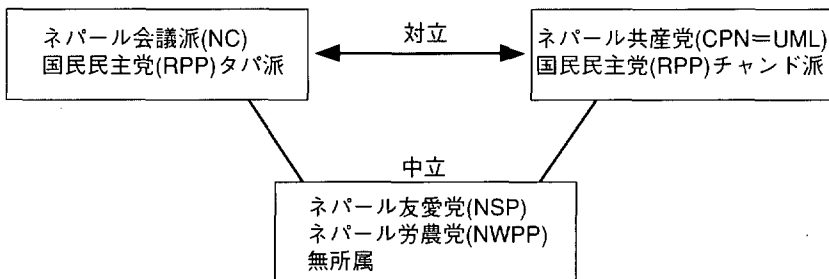 ネパール会議派(NC)
国民民主党(RPP)タパ派
対立
ネパール共産党(CPN=UML)
国民民主党(RPP)チャンド派
中立
ネパール友愛党(NSP)
ネパール労農党(NWPP)
無所属